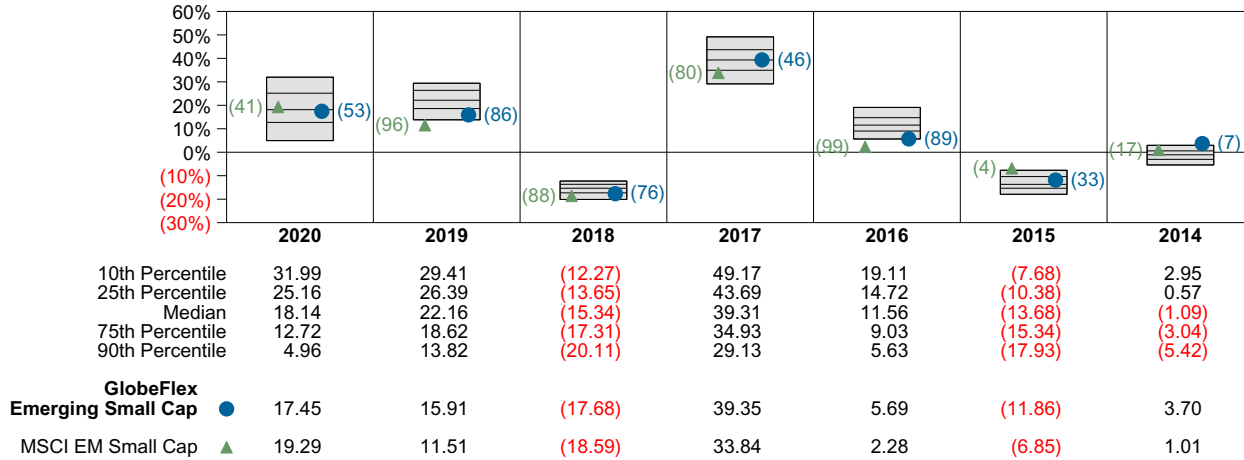 60%
50%
40%
30%
20%
10%
0%
(10%)
(20%)
(30%)
(41) (53)
(96) (86)
(88) (76)
(80) (46)
(99) (89)
(4) (33)
(17) (7)
2020 2019 2018 2017 2016 2015 2014
10th Percentile 31.99 29.41 (12.27) 49.17 19.11 (7.68) 2.95
25th Percentile 25.16 26.39 (13.65) 43.69 14.72 (10.38) 0.57
Median 18.14 22.16 (15.34) 39.31 11.56 (13.68) (1.09)
75th Percentile 12.72 18.62 (17.31) 34.93 9.03 (15.34) (3.04)
90th Percentile 4.96 13.82 (20.11) 29.13 5.63 (17.93) (5.42)
GlobeFlex
Emerging Small Cap 17.45 15.91 (17.68) 39.35 5.69 (11.86) 3.70
MSCI EM Small Cap 19.29 11.51 (18.59) 33.84 2.28 (6.85) 1.01